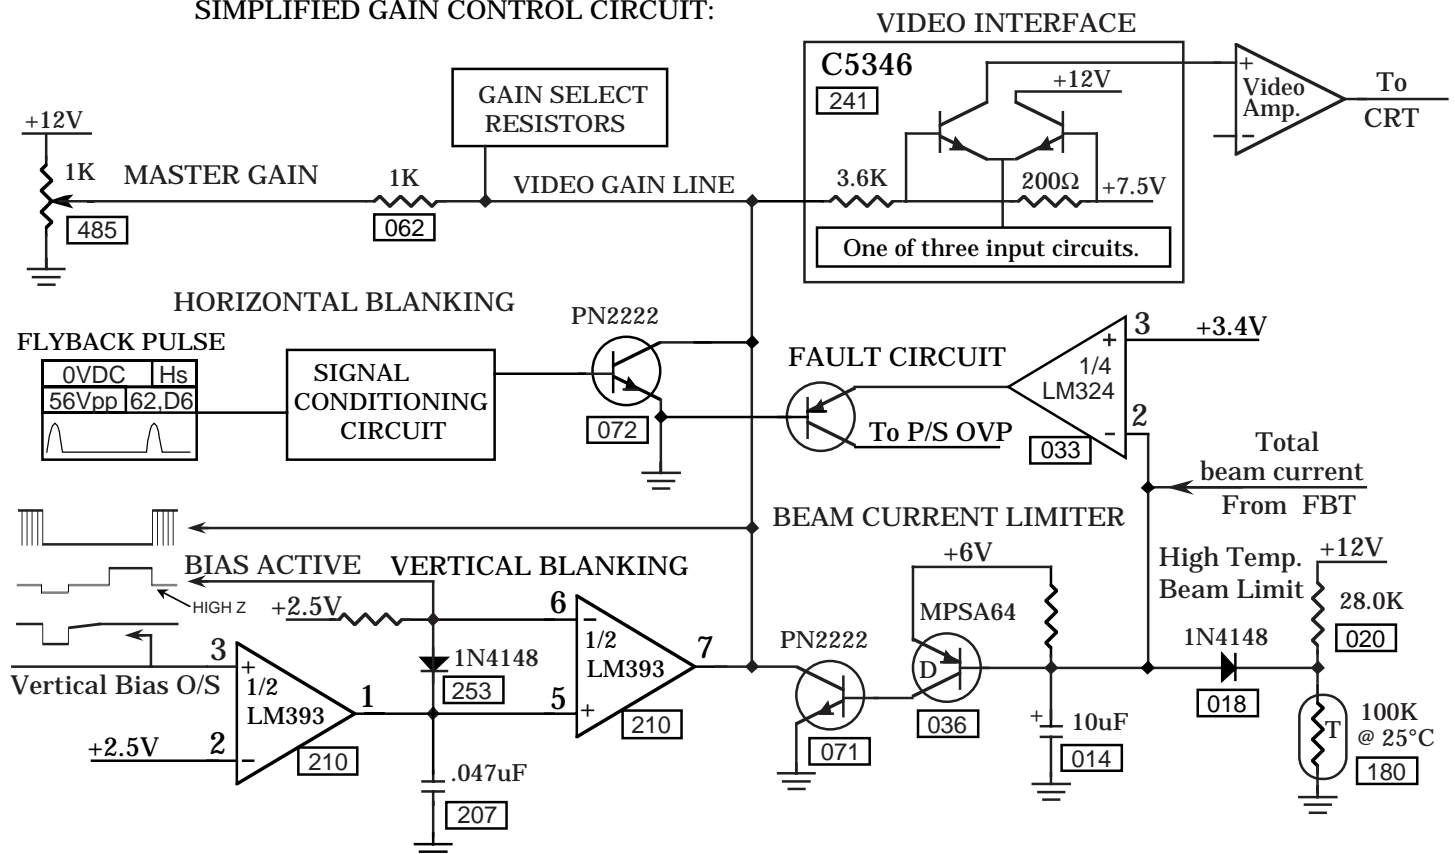 SIMPLIFIED GAIN CONTROL CIRCUIT:
VIDEO INTERFACE
C5346
241
+12V
+
Video
Amp.
−
To
CRT
GAIN SELECT
RESISTORS
+12V
1K
MASTER GAIN
485
1K
062
VIDEO GAIN LINE
3.6K
200Ω
+7.5V
One of three input circuits.
HORIZONTAL BLANKING
PN2222
072
FLYBACK PULSE
0VDC Hs
56Vpp 62,D6
SIGNAL
CONDITIONING
CIRCUIT
FAULT CIRCUIT
To P/S OVP
3
+
1/4
LM324
2
-
033
+3.4V
Total
beam current
From FBT
BEAM CURRENT LIMITER
+6V
MPSA64
D
036
PN2222
071
+
10uF
014
High Temp.
Beam Limit
1N4148
018
+12V
28.0K
020
T
100K
@ 25°C
180
BIAS ACTIVE
VERTICAL BLANKING
HIGH Z
+2.5V
6
−
1/2
LM393
7
5
+
210
1N4148
253
Vertical Bias O/S
3
+
1/2
LM393
1
2
−
+2.5V
210
.047uF
207